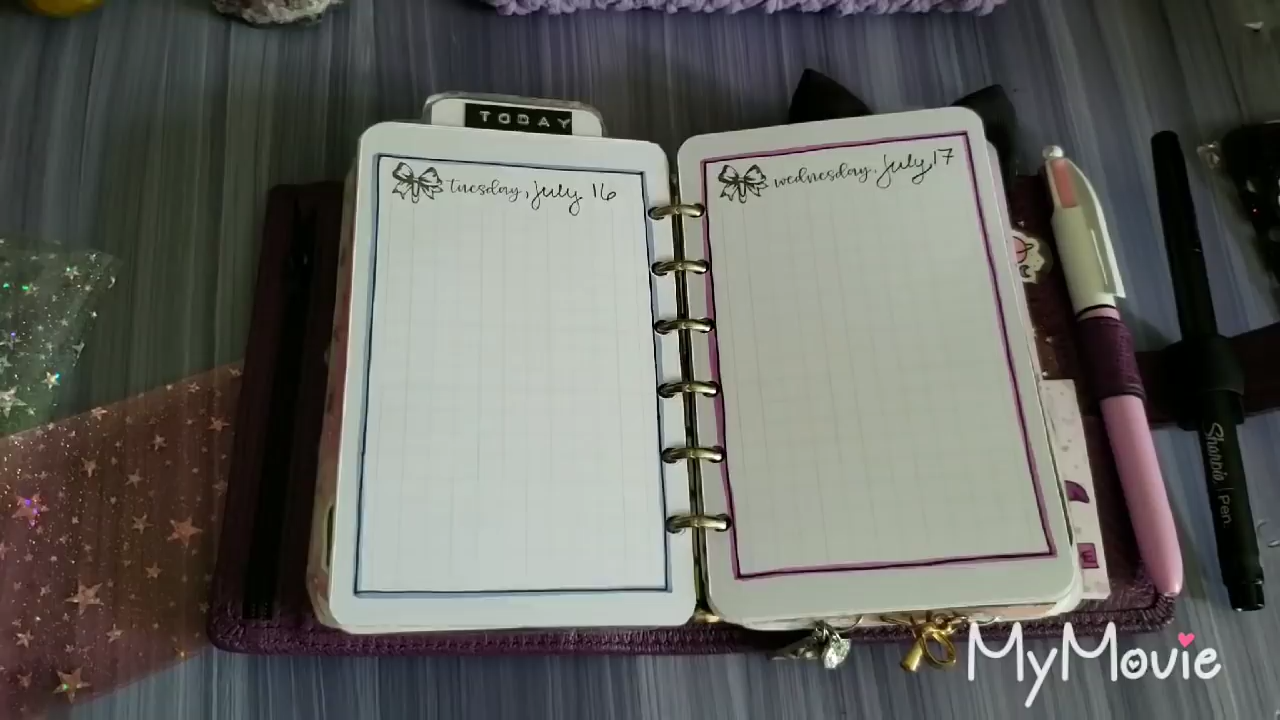 TODAY
tuesday, july 16
wednesday, july 17
Sharpie | Pen.
MyMovie